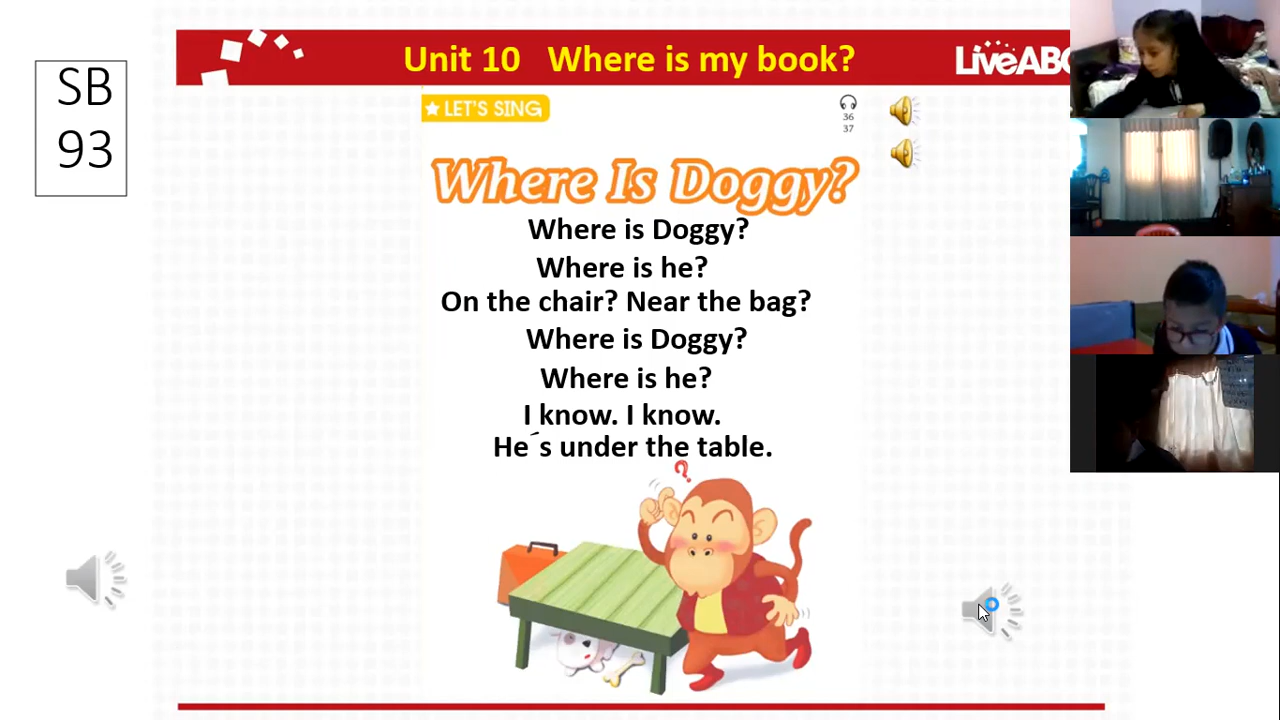 SB
93
Unit 10 Where is my book?
LiveABC
★ LET'S SING
36
37
Where Is Doggy?
Where is Doggy?
Where is he?
On the chair? Near the bag?
Where is Doggy?
Where is he?
I know. I know.
He´s under the table.
?